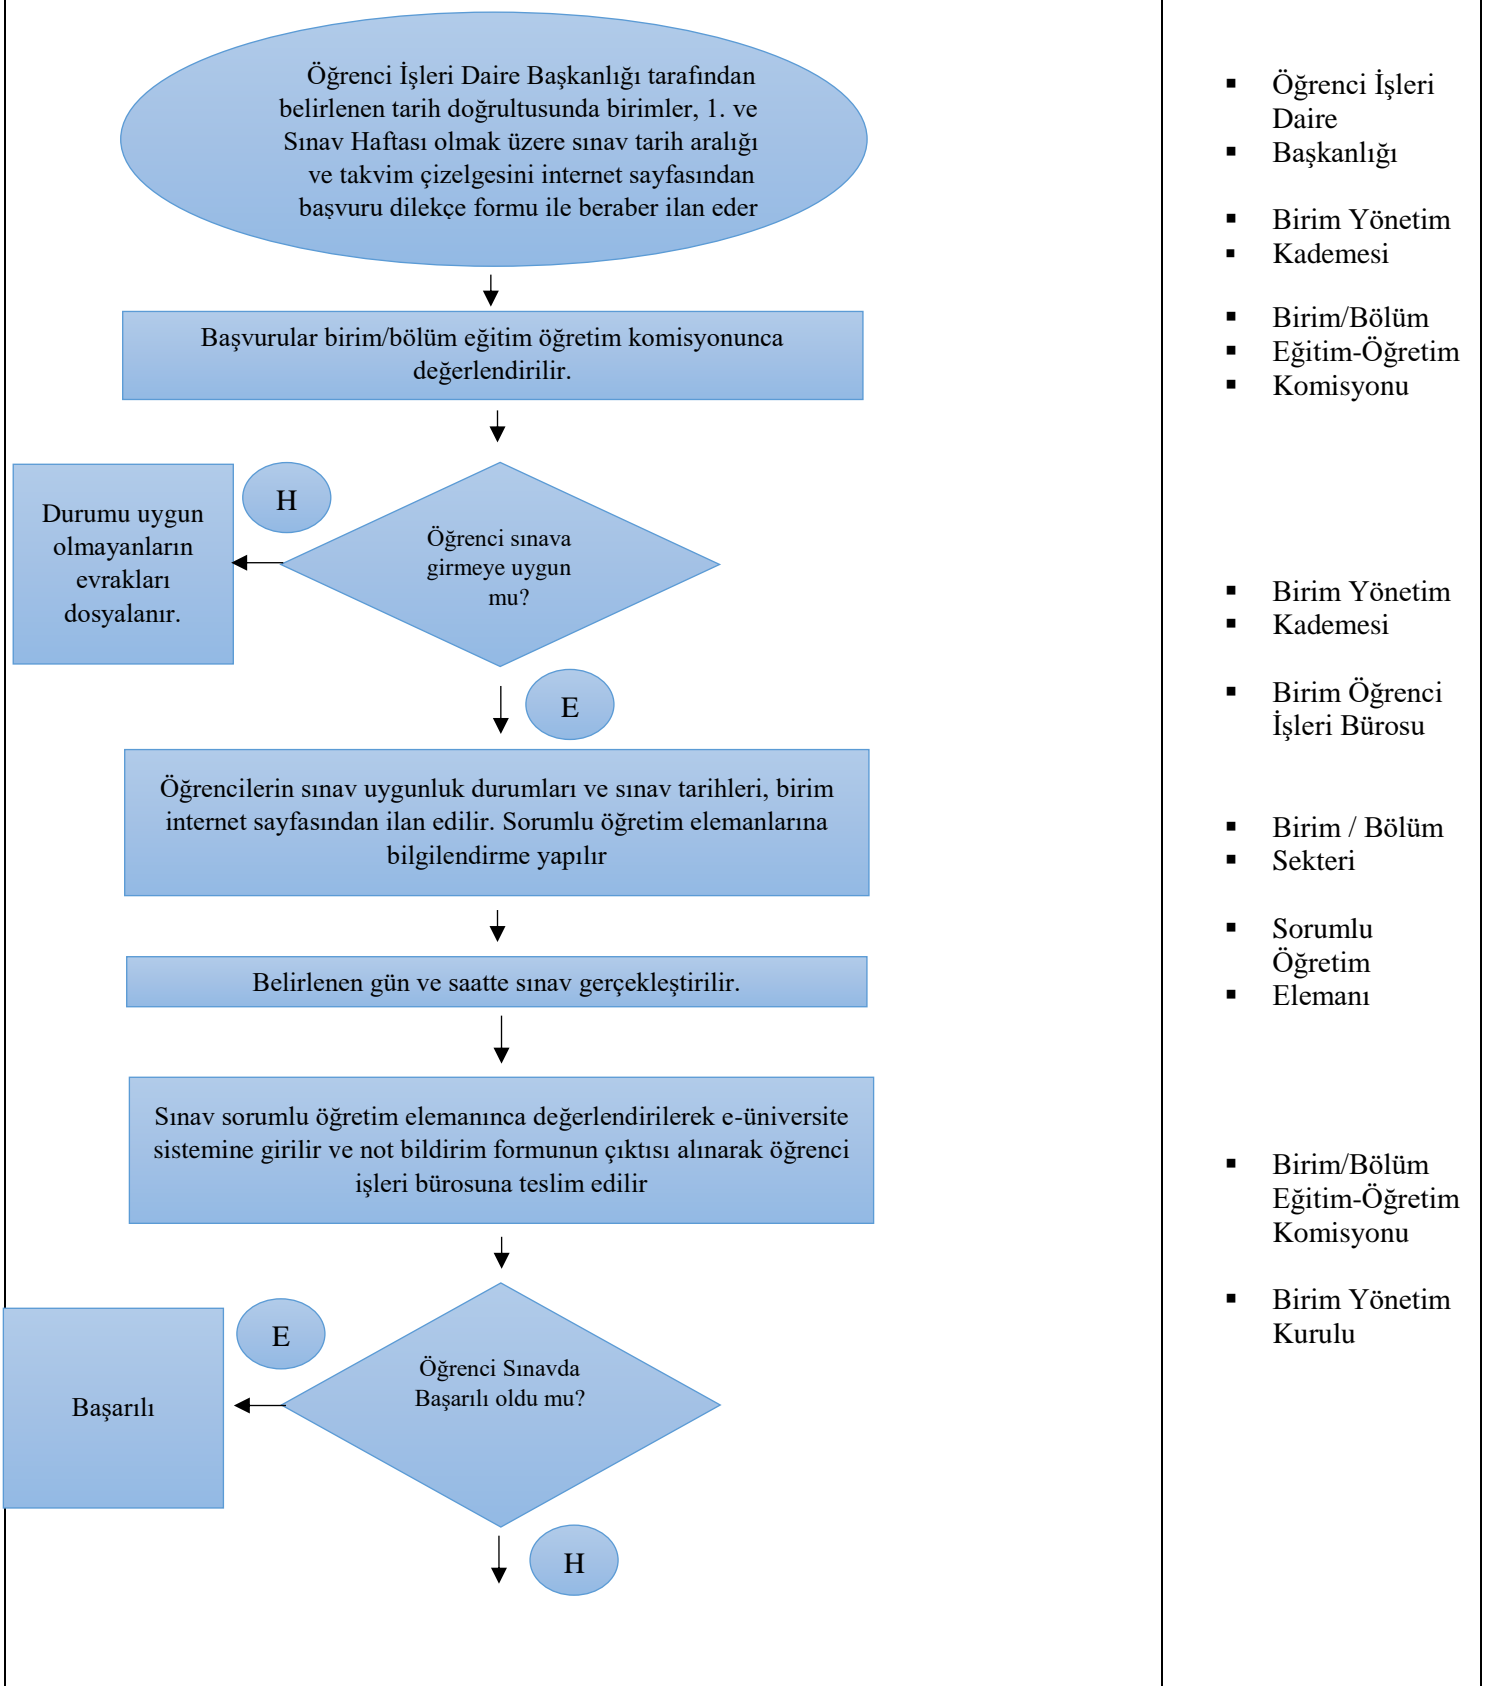 Öğrenci İşleri Daire Başkanlığı tarafından
belirlenen tarih doğrultusunda birimler, 1. ve
Sınav Haftası olmak üzere sınav tarih aralığı
ve takvim çizelgesini internet sayfasından
başvuru dilekçe formu ile beraber ilan eder
Başvurular birim/bölüm eğitim öğretim komisyonunca
değerlendirilir.
H
Durumu uygun
olmayanların
evrakları
dosyalanır.
Öğrenci sınava
girmeye uygun
mu?
E
Öğrencilerin sınav uygunluk durumları ve sınav tarihleri, birim
internet sayfasından ilan edilir. Sorumlu öğretim elemanlarına
bilgilendirme yapılır
Belirlenen gün ve saatte sınav gerçekleştirilir.
Sınav sorumlu öğretim elemanınca değerlendirilerek e-üniversite
sistemine girilir ve not bildirim formunun çıktısı alınarak öğrenci
işleri bürosuna teslim edilir
E
Başarılı
Öğrenci Sınavda
Başarılı oldu mu?
H
▪ Öğrenci İşleri
Daire
▪ Başkanlığı
▪ Birim Yönetim
▪ Kademesi
▪ Birim/Bölüm
▪ Eğitim-Öğretim
▪ Komisyonu
▪ Birim Yönetim
▪ Kademesi
▪ Birim Öğrenci
İşleri Bürosu
▪ Birim / Bölüm
▪ Sekteri
▪ Sorumlu
Öğretim
▪ Elemanı
▪ Birim/Bölüm
Eğitim-Öğretim
Komisyonu
▪ Birim Yönetim
Kurulu